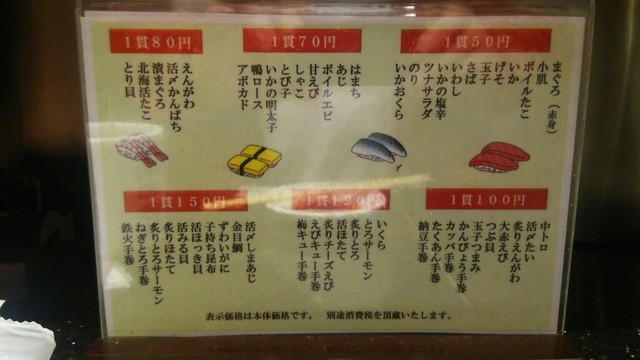 1貫50円
まぐろ（赤身）
小肌
ボイルたこ
いか
げそ
玉子
さば
いわし
いかの塩辛
ツナサラダ
のり
いかおくら
1貫70円
はまち
あじ
ボイルエビ
甘えび
しゃこ
とび子
いかの明太子
鴨ロース
アボカド
1貫80円
えんがわ
活〆かんぱち
漬まぐろ
北海活たこ
とり貝
1貫100円
中トロ
活〆たい
炙りえんがわ
大赤えび
つぶ貝
玉子つまみ
かんぴょう手巻
カッパ手巻
たくあん手巻
納豆手巻
1貫120円
いくら
とろサーモン
炙りとろ
活ほたて
炙りチーズえび
えびキュー手巻
梅キュー手巻
1貫150円
活〆しまあじ
金目鯛
ずわいがに
子持ち昆布
活ほっき貝
活みる貝
炙りほたて
炙りとろサーモン
ねぎとろ手巻
鉄火手巻
表示価格は本体価格です。 別途消費税を頂戴いたします。